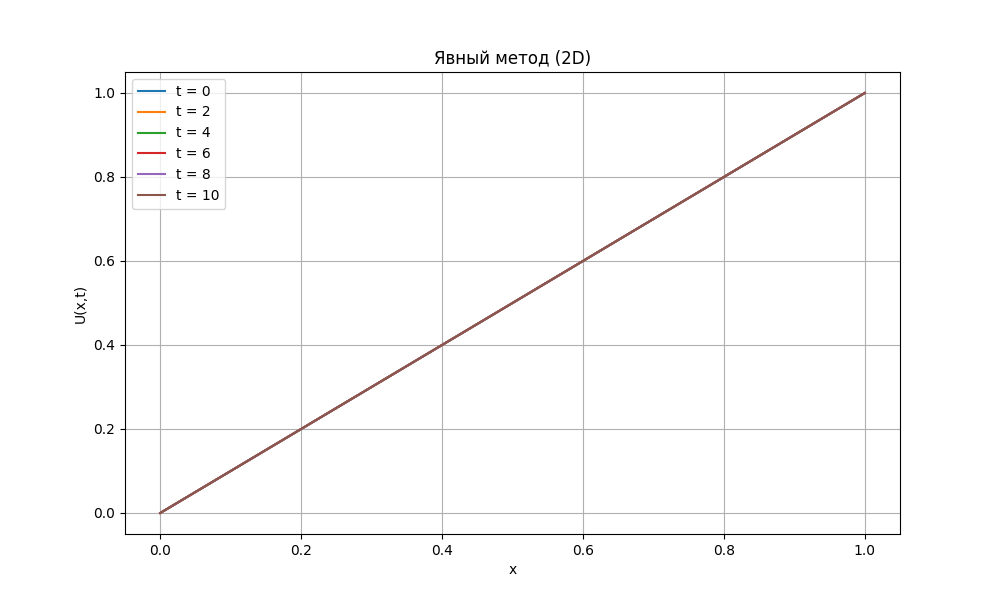 Явный метод (2D)
t = 0
t = 2
t = 4
t = 6
t = 8
t = 10
1.0
0.8
0.6
0.4
0.2
0.0
U(x,t)
0.0 0.2 0.4 0.6 0.8 1.0
x